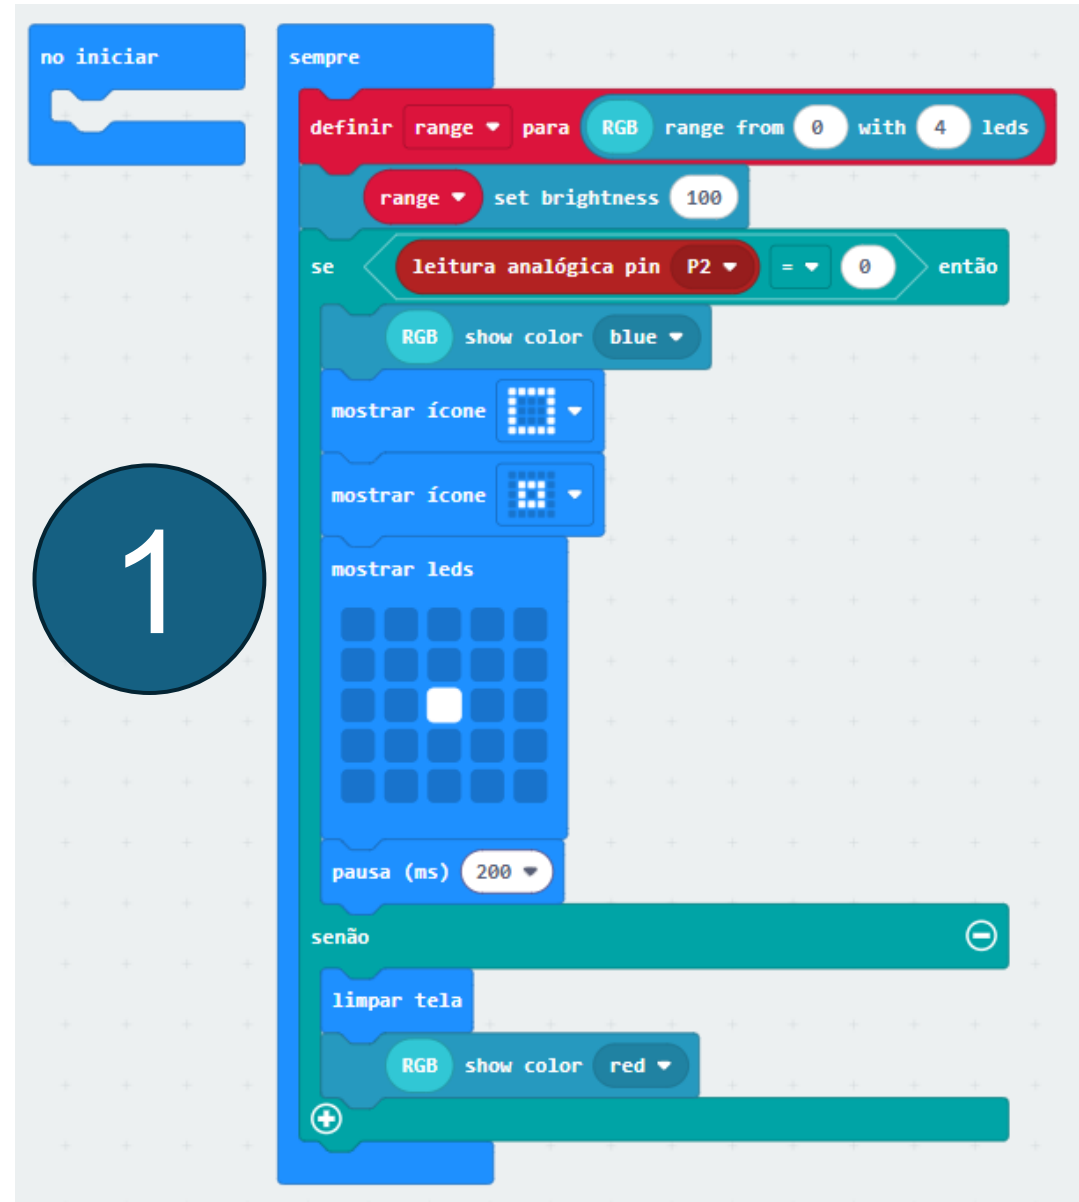 no iniciar
sempre
definir range para RGB range from 0 with 4 leds
range set brightness 100
se leitura analógica pin P2 = 0 então
RGB show color blue
mostrar ícone
mostrar ícone
mostrar leds
1
pausa (ms) 200
senão
limpar tela
RGB show color red